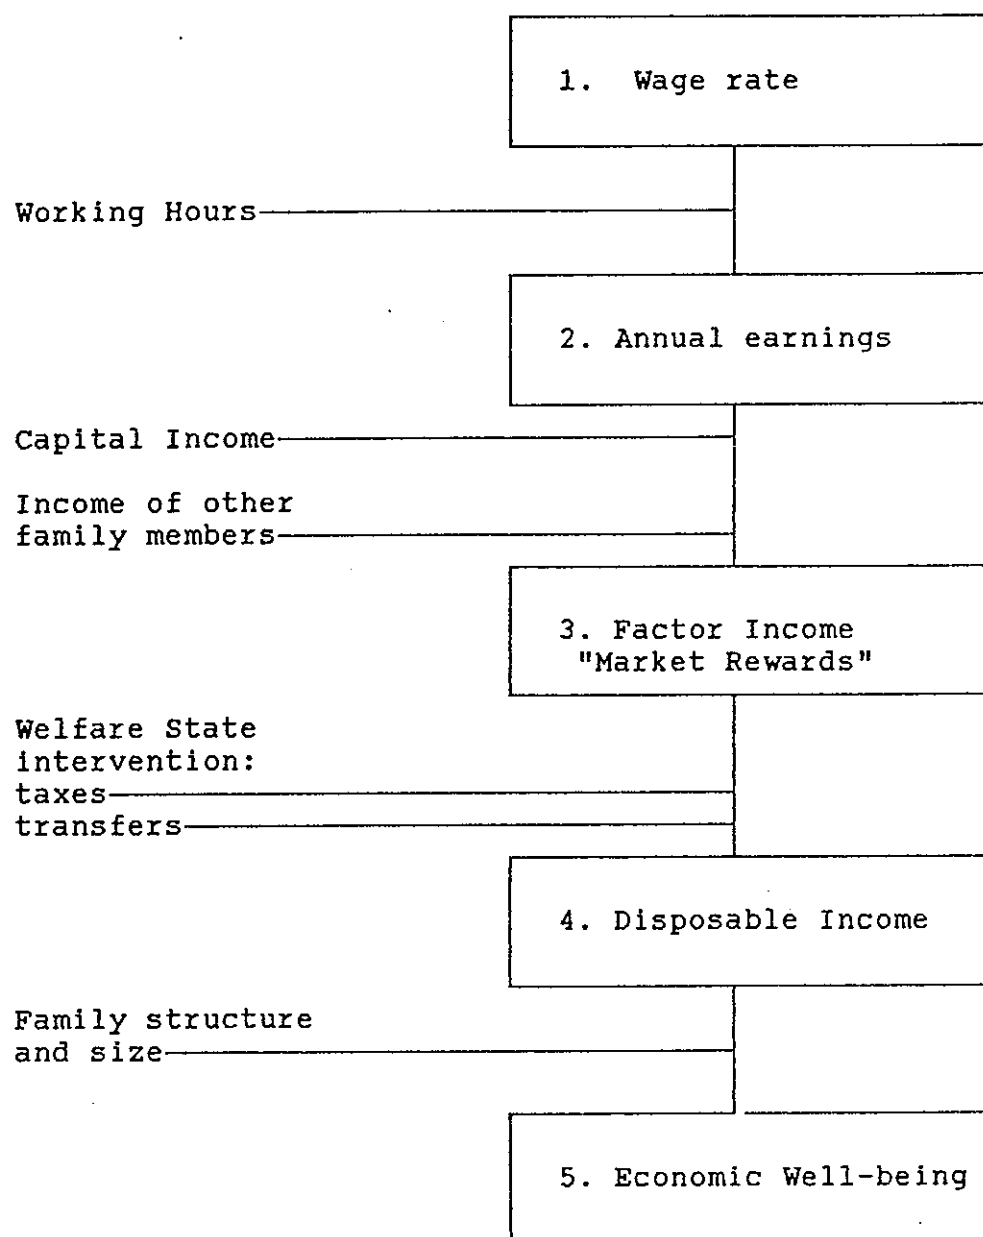 1. Wage rate
Working Hours
2. Annual earnings
Capital Income
Income of other
family members
3. Factor Income
"Market Rewards"
Welfare State
intervention:
taxes
transfers
4. Disposable Income
Family structure
and size
5. Economic Well-being